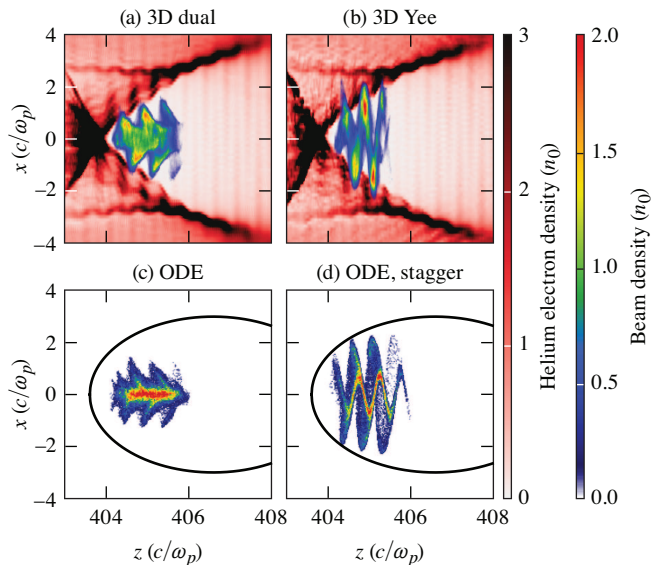 (a) 3D dual
(b) 3D Yee
4
2
0
−2
−4
x (c/ωp)
3
2
1
0
Helium electron density (n0)
2.0
1.5
1.0
0.5
0.0
Beam density (n0)
(c) ODE
(d) ODE, stagger
4
2
0
−2
−4
x (c/ωp)
404 406 408
404 406 408
z (c/ωp)
z (c/ωp)